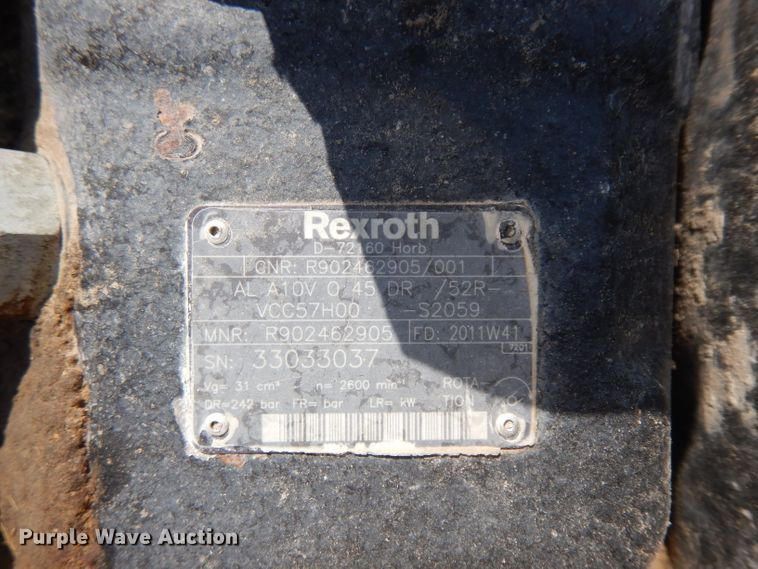 Rexroth
D-72160 Horb
CNR: R902462905/001
AL A10V O/45 DR /52R-
VCC57H00 -S2059
MNR: R902462905 FD: 2011W41
7201
SN: 33033037
Vg= 31 cm³ n= 2600 min⁻¹ ROTA
DR=242 bar FR= bar LR= kW TION
Purple Wave Auction